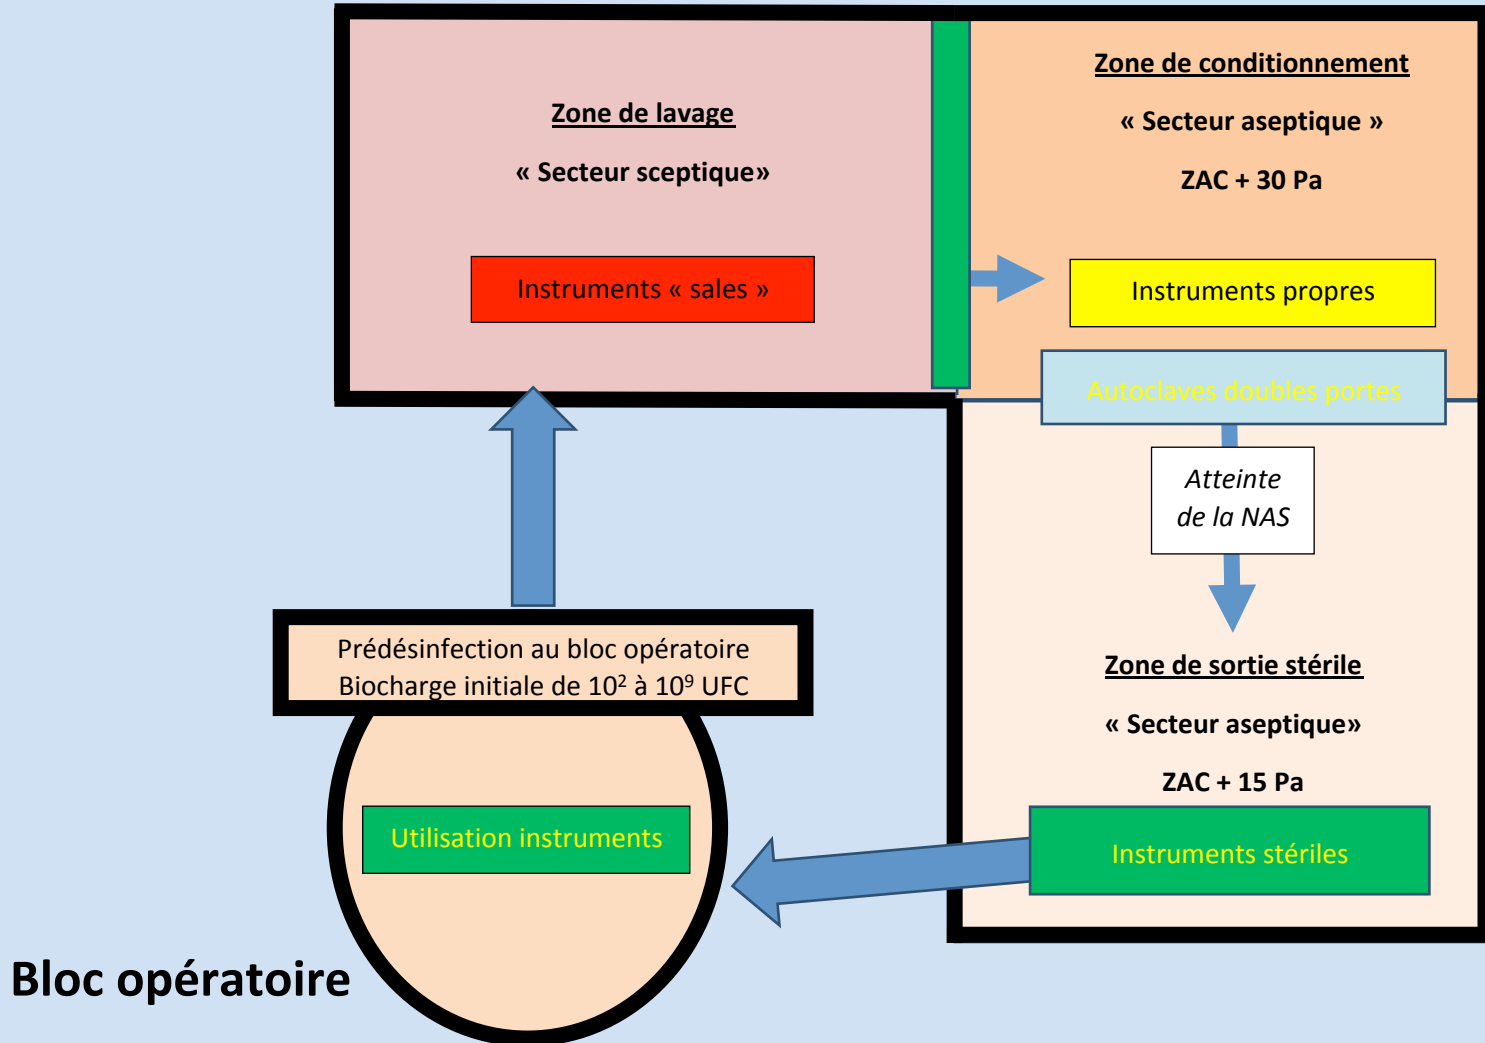 Zone de lavage
« Secteur sceptique»
Instruments « sales »
Zone de conditionnement
« Secteur aseptique »
ZAC + 30 Pa
Instruments propres
Autoclaves doubles portes
Atteinte
de la NAS
Zone de sortie stérile
« Secteur aseptique»
ZAC + 15 Pa
Instruments stériles
Prédésinfection au bloc opératoire
Biocharge initiale de 10² à 10⁹ UFC
Utilisation instruments
Bloc opératoire